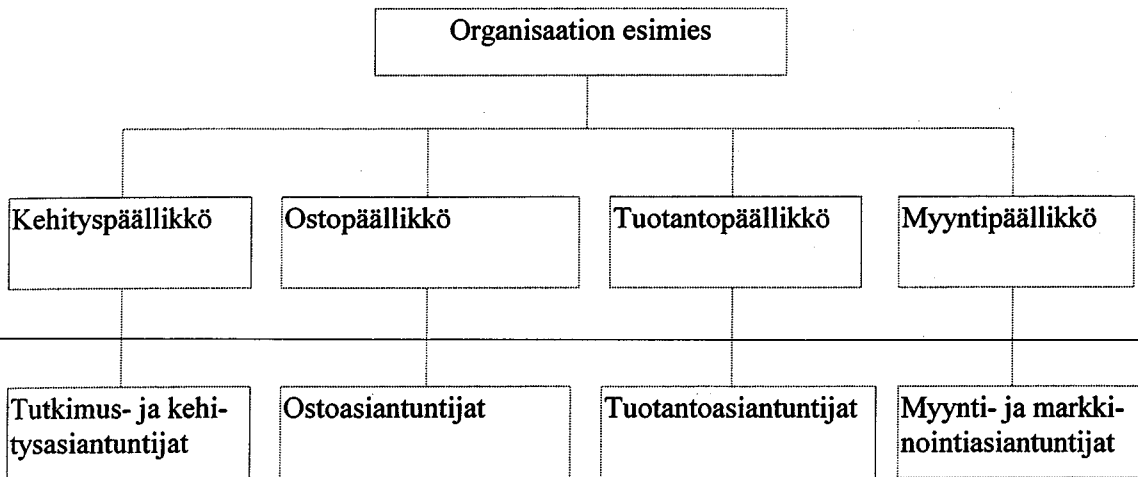 Organisaation esimies
Kehityspäällikkö
Ostopäällikkö
Tuotantopäällikkö
Myyntipäällikkö
Tutkimus- ja kehi-
tysasiantuntijat
Ostoasiantuntijat
Tuotantoasiantuntijat
Myynti- ja markki-
nointiasiantuntijat